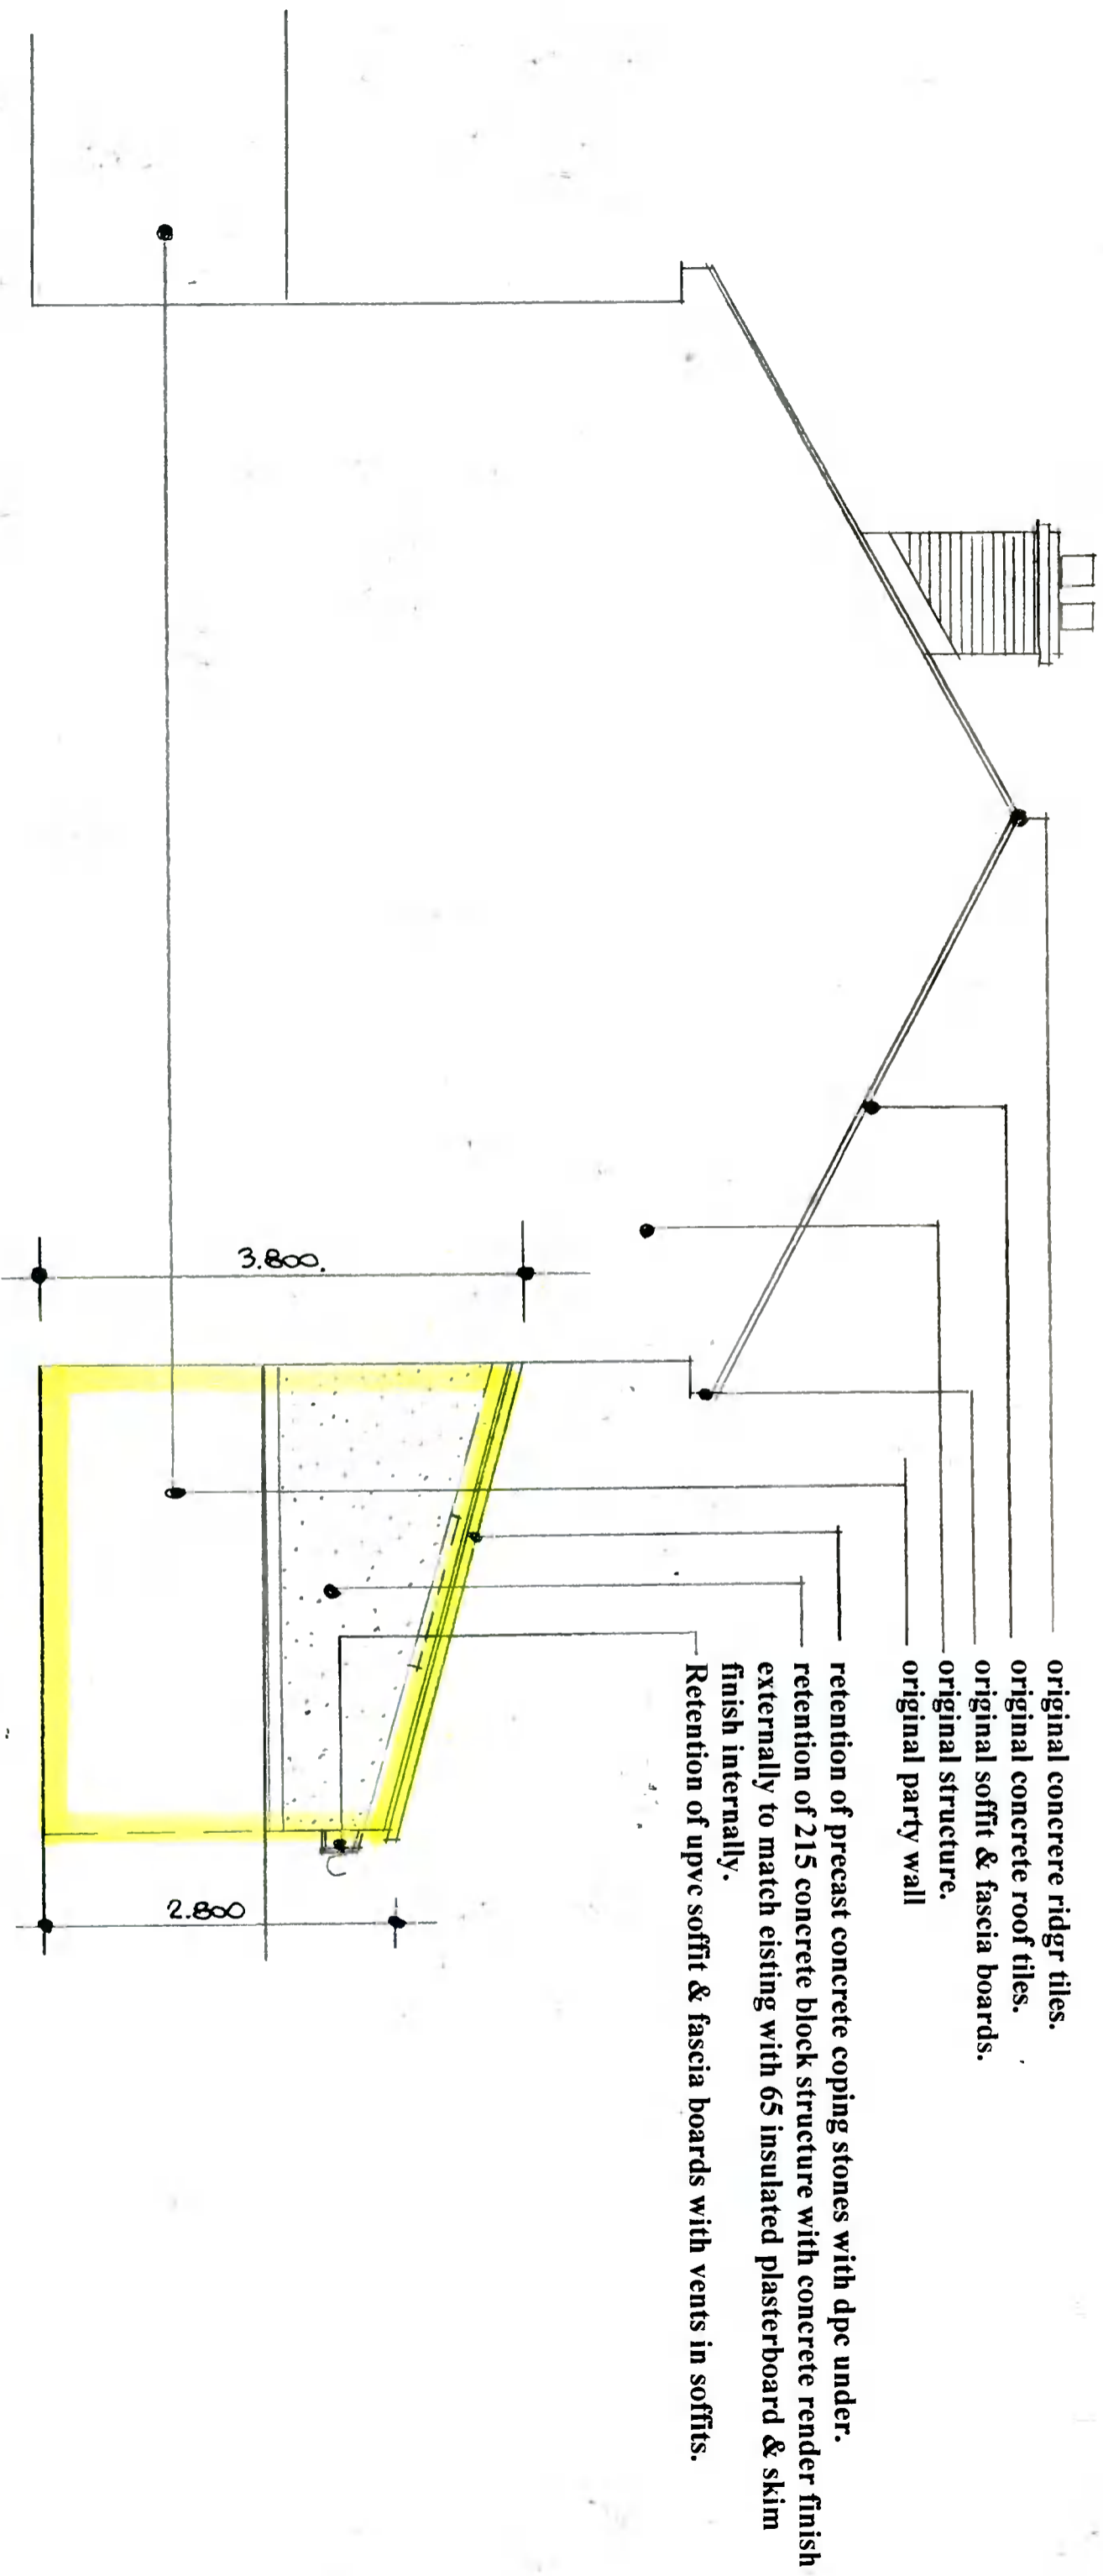 original concrere ridgr tiles.
original concrete roof tiles.
original soffit & fascia boards.
original structure.
original party wall
retention of precast concrete coping stones with dpc under.
retention of 215 concrete block structure with concrete render finish
externally to match eisting with 65 insulated plasterboard & skim
finish internally.
Retention of upvc soffit & fascia boards with vents in soffits.
3.800.
2.800